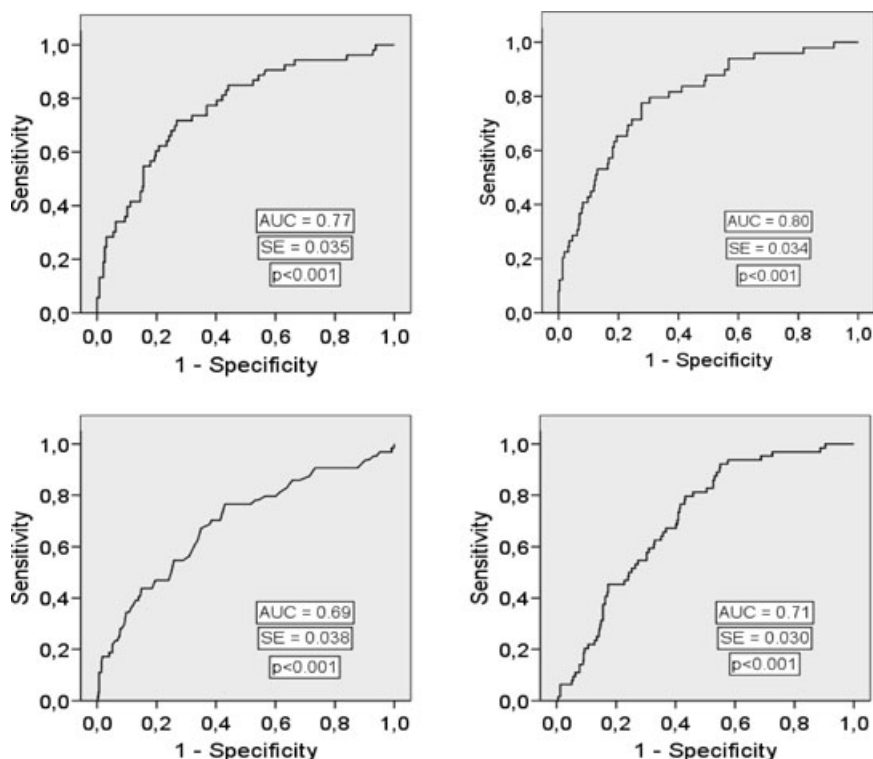 1,0
0,8
0,6
0,4
0,2
0,0
Sensitivity
AUC = 0.77
SE = 0.035
p<0.001
0,0 0,2 0,4 0,6 0,8 1,0
1 - Specificity
1,0
0,8
0,6
0,4
0,2
0,0
Sensitivity
AUC = 0.80
SE = 0.034
p<0.001
0,0 0,2 0,4 0,6 0,8 1,0
1 - Specificity
1,0
0,8
0,6
0,4
0,2
0,0
Sensitivity
AUC = 0.69
SE = 0.038
p<0.001
0,0 0,2 0,4 0,6 0,8 1,0
1 - Specificity
1,0
0,8
0,6
0,4
0,2
0,0
Sensitivity
AUC = 0.71
SE = 0.030
p<0.001
0,0 0,2 0,4 0,6 0,8 1,0
1 - Specificity